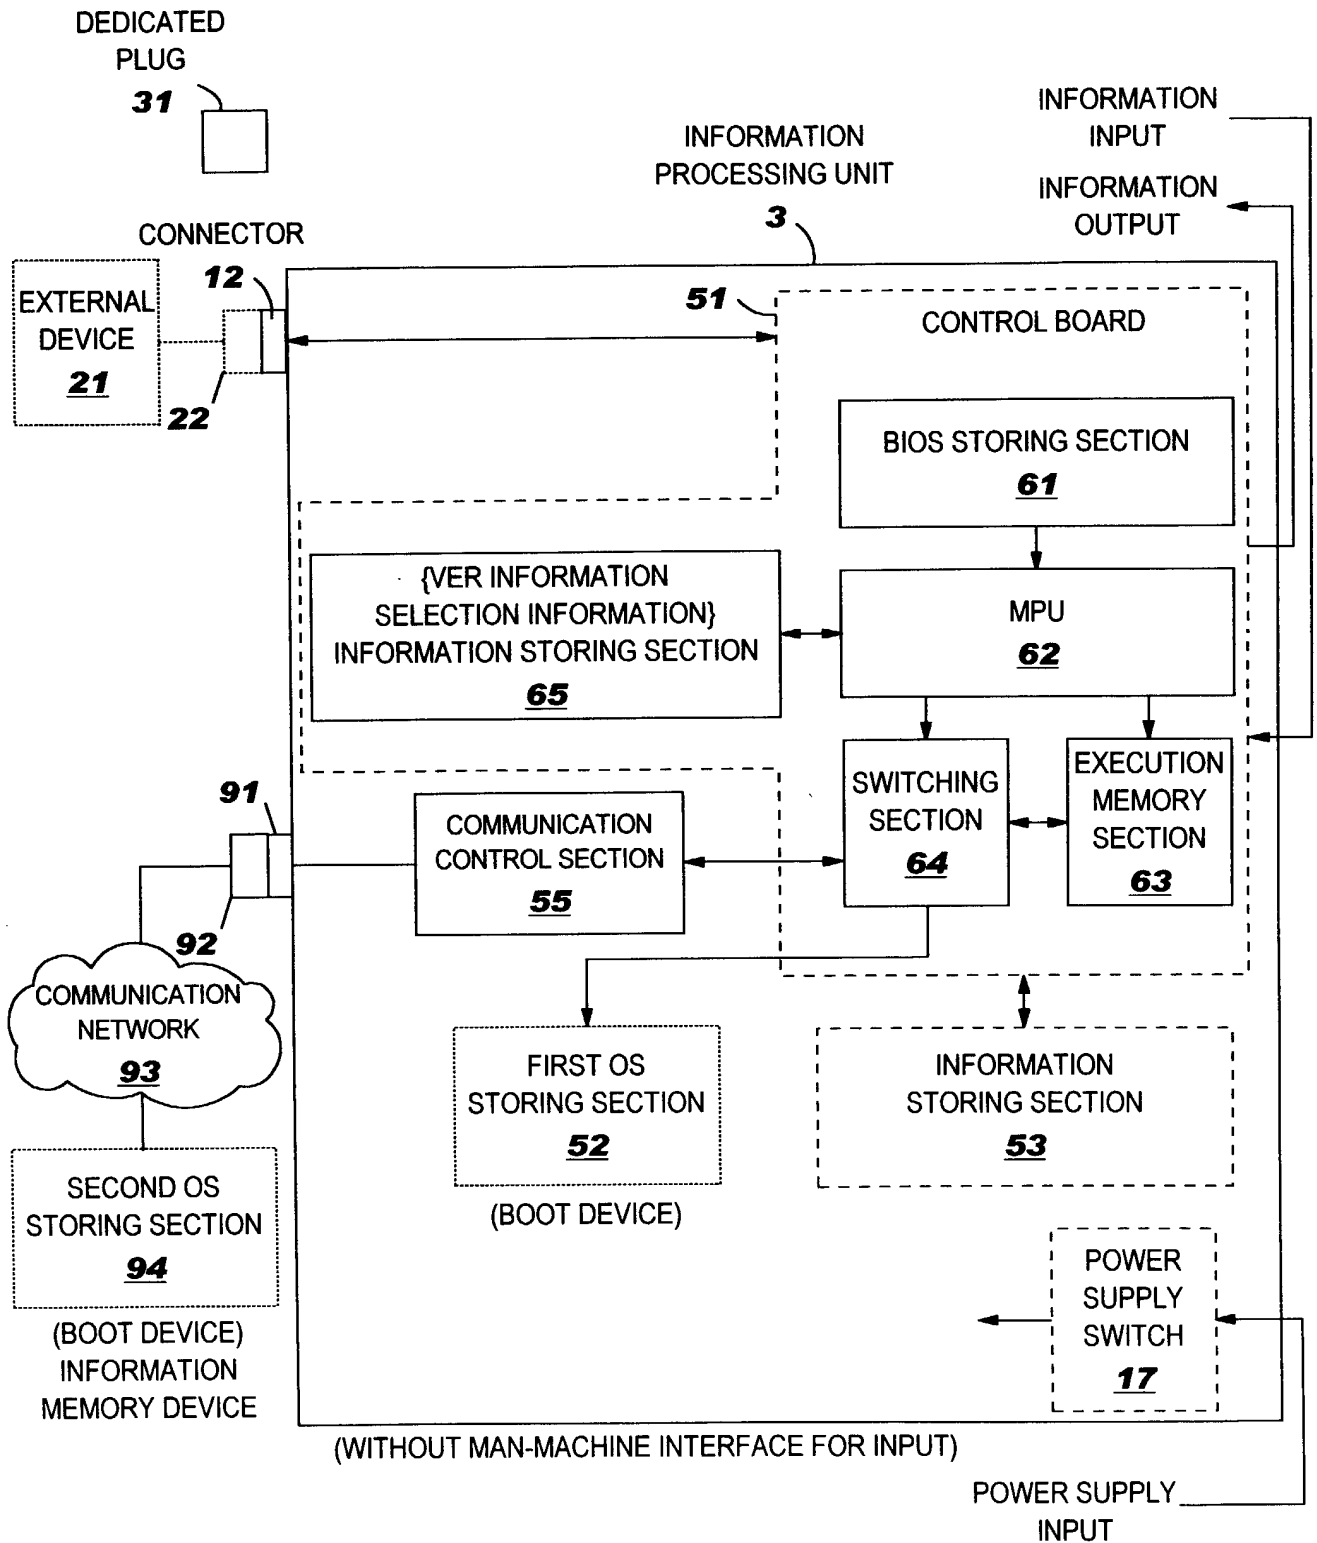 DEDICATED
PLUG
31
INFORMATION
INPUT
INFORMATION
PROCESSING UNIT
3
INFORMATION
OUTPUT
CONNECTOR
12
EXTERNAL
DEVICE
21
22
51
CONTROL BOARD
BIOS STORING SECTION
61
{VER INFORMATION
SELECTION INFORMATION}
INFORMATION STORING SECTION
65
MPU
62
SWITCHING
SECTION
64
EXECUTION
MEMORY
SECTION
63
91
92
COMMUNICATION
CONTROL SECTION
55
COMMUNICATION
NETWORK
93
FIRST OS
STORING SECTION
52
(BOOT DEVICE)
INFORMATION
STORING SECTION
53
SECOND OS
STORING SECTION
94
(BOOT DEVICE)
INFORMATION
MEMORY DEVICE
POWER
SUPPLY
SWITCH
17
(WITHOUT MAN-MACHINE INTERFACE FOR INPUT)
POWER SUPPLY
INPUT